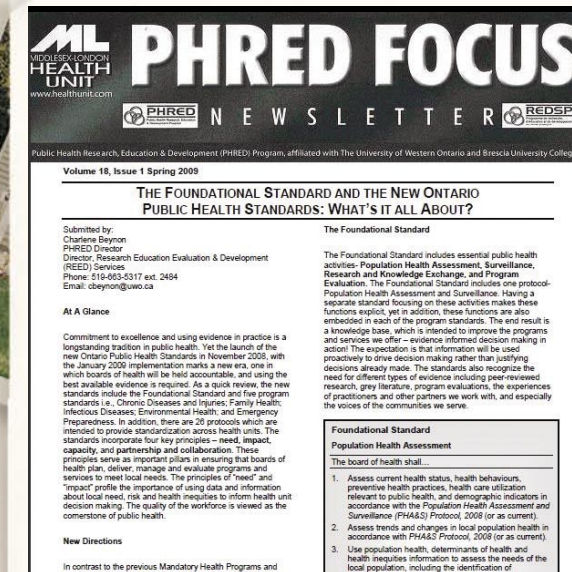 ML
MIDDLESEX-LONDON
HEALTH
UNIT
www.healthunit.com
PHRED FOCUS
PHRED
NEWSLETTER
REDSP
Public Health Research, Education & Development (PHRED) Program, affiliated with The University of Western Ontario and Brescia University Colleg
Volume 18, Issue 1 Spring 2009
THE FOUNDATIONAL STANDARD AND THE NEW ONTARIO
PUBLIC HEALTH STANDARDS: WHAT'S IT ALL ABOUT?
Submitted by:
Charlene Beynon
PHRED Director
Director, Research Education Evaluation & Development
(REED) Services
Phone: 519-663-5317 ext. 2484
Email: cbeynon@uwo.ca
At A Glance
Commitment to excellence and using evidence in practice is a
longstanding tradition in public health. Yet the launch of the
new Ontario Public Health Standards in November 2008, with
the January 2009 implementation marks a new era, one in
which boards of health will be held accountable, and using the
best available evidence is required. As a quick review, the new
standards include the Foundational Standard and five program
standards i.e., Chronic Diseases and Injuries; Family Health;
Infectious Diseases; Environmental Health; and Emergency
Preparedness. In addition, there are 26 protocols which are
intended to provide standardization across health units. The
standards incorporate four key principles – need, impact,
capacity, and partnership and collaboration. These
principles serve as important pillars in ensuring that boards of
health plan, deliver, manage and evaluate programs and
services to meet local needs. The principles of "need" and
"impact" profile the importance of using data and information
about local need, risk and health inequities to inform health unit
decision making. The quality of the workforce is viewed as the
cornerstone of public health.
New Directions
In contrast to the previous Mandatory Health Programs and
The Foundational Standard
The Foundational Standard includes essential public health
activities- Population Health Assessment, Surveillance,
Research and Knowledge Exchange, and Program
Evaluation. The Foundational Standard includes one protocol-
Population Health Assessment and Surveillance. Having a
separate standard focusing on these activities makes these
functions explicit, yet in addition, these functions are also
embedded in each of the program standards. The end result is
a knowledge base, which is intended to improve the programs
and services we offer – evidence informed decision making in
action! The expectation is that information will be used
proactively to drive decision making rather than justifying
decisions already made. The standards also recognize the
need for different types of evidence including peer-reviewed
research, grey literature, program evaluations, the experiences
of practitioners and other partners we work with, and especially
the voices of the communities we serve.
Foundational Standard
Population Health Assessment
The board of health shall...
1. Assess current health status, health behaviours,
preventive health practices, health care utilization
relevant to public health, and demographic indicators in
accordance with the Population Health Assessment and
Surveillance (PHA&S) Protocol, 2008 (or as current).
2. Assess trends and changes in local population health in
accordance with PHA&S Protocol, 2008 (or as current).
3. Use population health, determinants of health and
health inequities information to assess the needs of the
local population, including the identification of